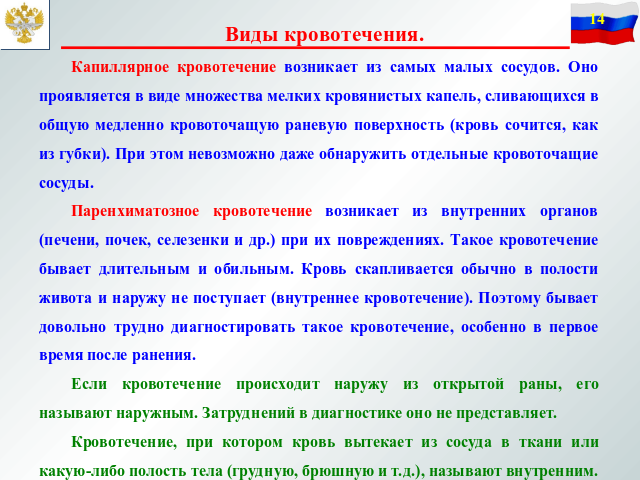 14
Виды кровотечения.
Капиллярное кровотечение возникает из самых малых сосудов. Оно
проявляется в виде множества мелких кровянистых капель, сливающихся в
общую медленно кровоточащую раневую поверхность (кровь сочится, как
из губки). При этом невозможно даже обнаружить отдельные кровоточащие
сосуды.
Паренхиматозное кровотечение возникает из внутренних органов
(печени, почек, селезенки и др.) при их повреждениях. Такое кровотечение
бывает длительным и обильным. Кровь скапливается обычно в полости
живота и наружу не поступает (внутреннее кровотечение). Поэтому бывает
довольно трудно диагностировать такое кровотечение, особенно в первое
время после ранения.
Если кровотечение происходит наружу из открытой раны, его
называют наружным. Затруднений в диагностике оно не представляет.
Кровотечение, при котором кровь вытекает из сосуда в ткани или
какую-либо полость тела (грудную, брюшную и т.д.), называют внутренним.